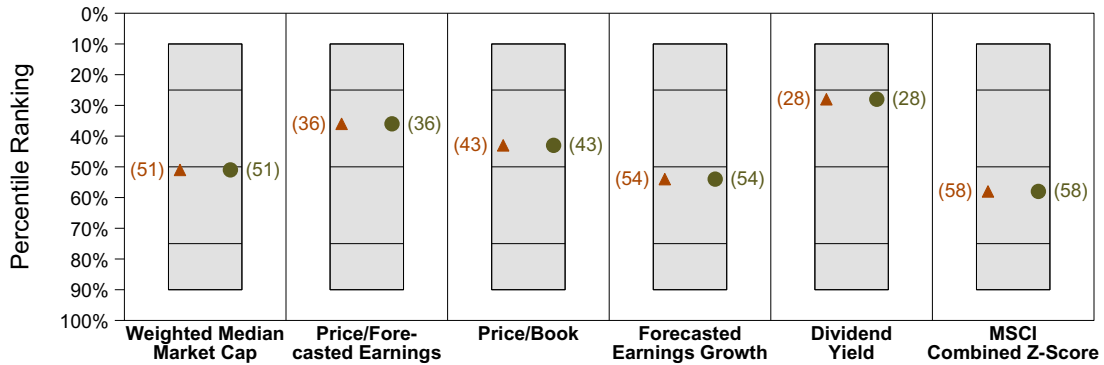 0%
10%
20%
30%
40%
50%
60%
70%
80%
90%
100%
Percentile Ranking
(51) (51)
(36) (36)
(43) (43)
(54) (54)
(28) (28)
(58) (58)
Weighted Median
Market Cap
Price/Fore-
casted Earnings
Price/Book
Forecasted
Earnings Growth
Dividend
Yield
MSCI
Combined Z-Score